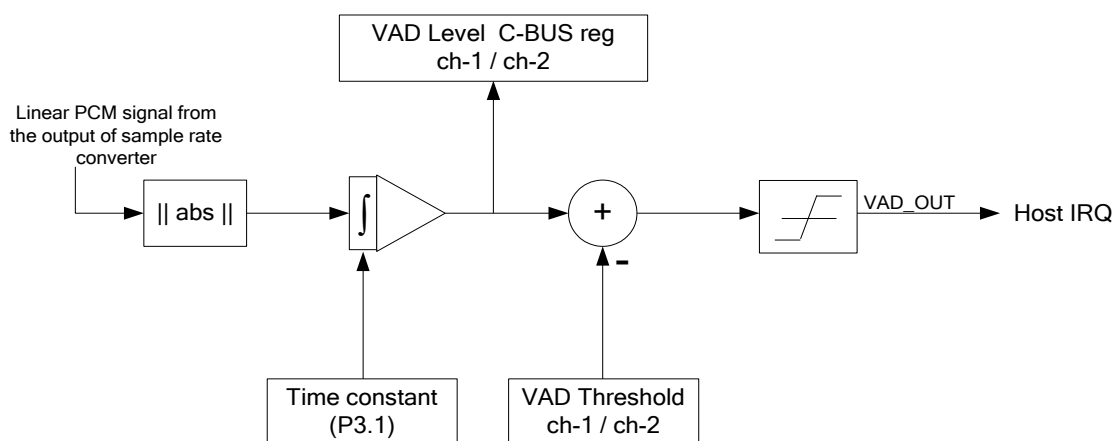 VAD Level  C-BUS reg
ch-1 / ch-2
Linear PCM signal from
the output of sample rate
converter
|| abs ||
∫
+
-
VAD_OUT
Host IRQ
Time constant
(P3.1)
VAD Threshold
ch-1 / ch-2